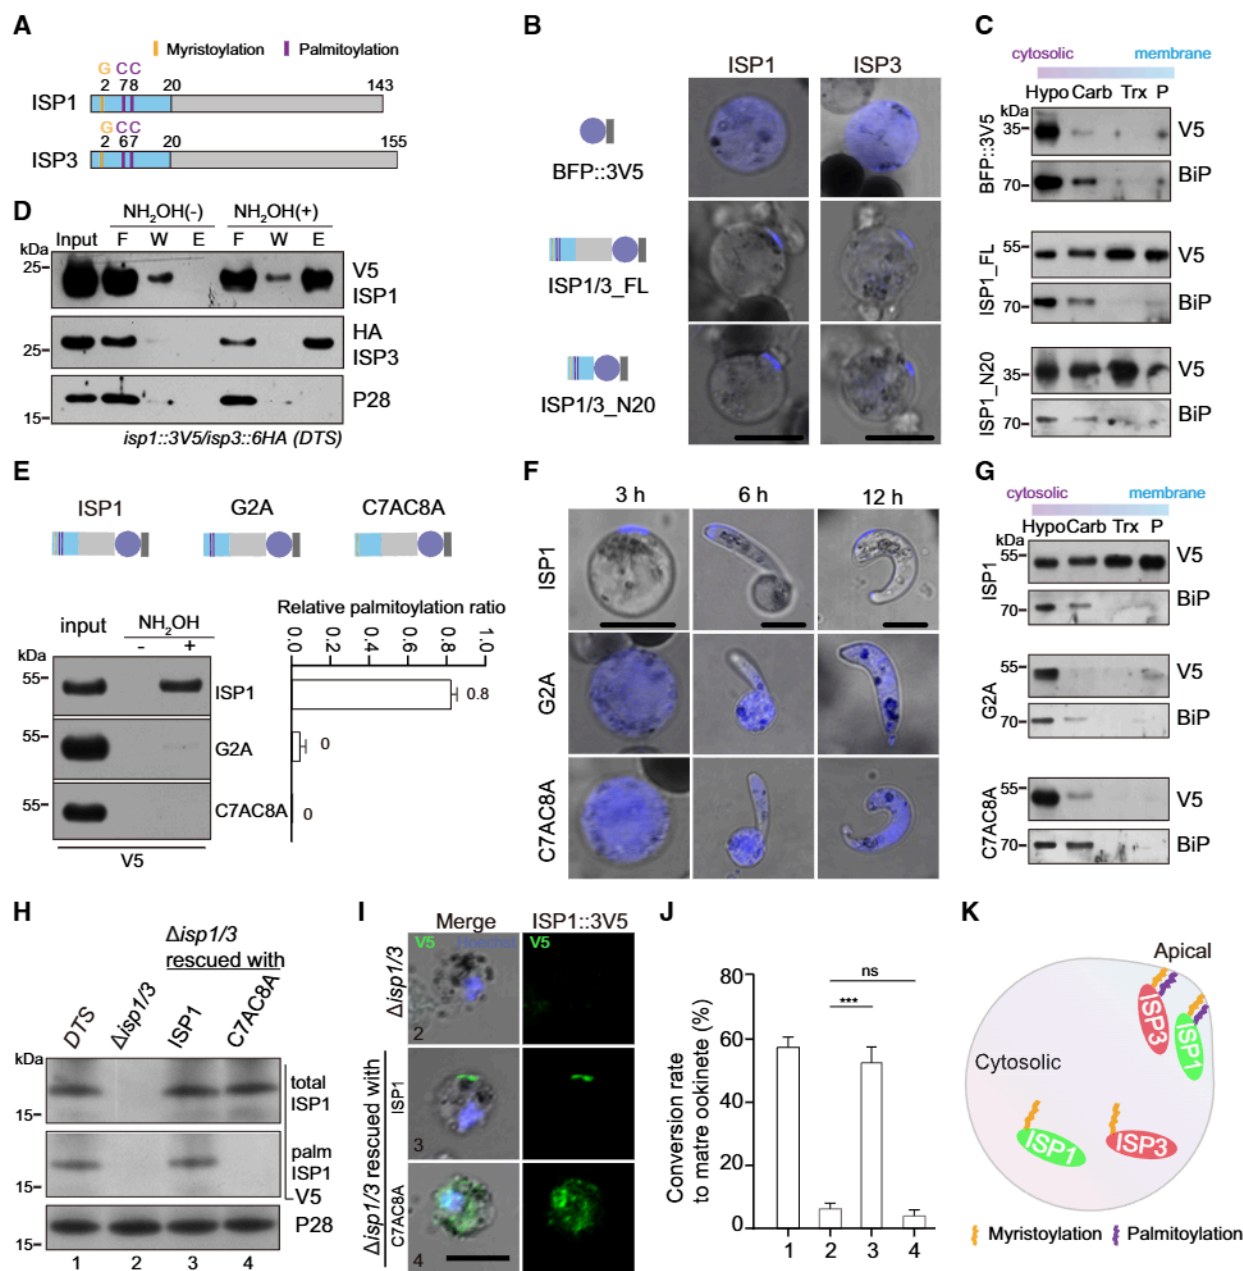 A
Myristoylation Palmitoylation
G CC
2 78 20 143
ISP1
G CC
2 67 20 155
ISP3
B
ISP1 ISP3
BFP::3V5
ISP1/3_FL
ISP1/3_N20
C
cytosolic membrane
Hypo Carb Trx P
kDa
35 V5
BFP::3V5
70 BiP
55 V5
ISP1_FL
70 BiP
35 V5
ISP1_N20
70 BiP
D
NH2OH(-) NH2OH(+)
Input F W E F W E
kDa
25 V5
ISP1
HA
25 ISP3
P28
15
isp1::3V5/isp3::6HA (DTS)
E
ISP1 G2A C7AC8A
Relative palmitoylation ratio
input NH2OH
- +
0.0 0.2 0.4 0.6 0.8 1.0
kDa
55 ISP1 0.8
55 G2A 0
55 C7AC8A 0
V5
F
3 h 6 h 12 h
ISP1
G2A
C7AC8A
G
cytosolic membrane
Hypo Carb Trx P
kDa
55 V5
ISP1
70 BiP
55 V5
G2A
70 BiP
55 V5
C7AC8A
70 BiP
H
Δisp1/3
rescued with
DTS Δisp1/3 ISP1 C7AC8A
kDa
total
ISP1
15
palm
ISP1
15 V5
P28
15
1 2 3 4
I
Merge ISP1::3V5
V5 Hoechst V5
Δisp1/3
2
Δisp1/3 rescued with
ISP1
3
C7AC8A
4
J
Conversion rate
to matre ookinete (%)
80
60
40
20
0
ns
***
1 2 3 4
K
Apical
ISP3
ISP1
Cytosolic
ISP1 ISP3
Myristoylation Palmitoylation